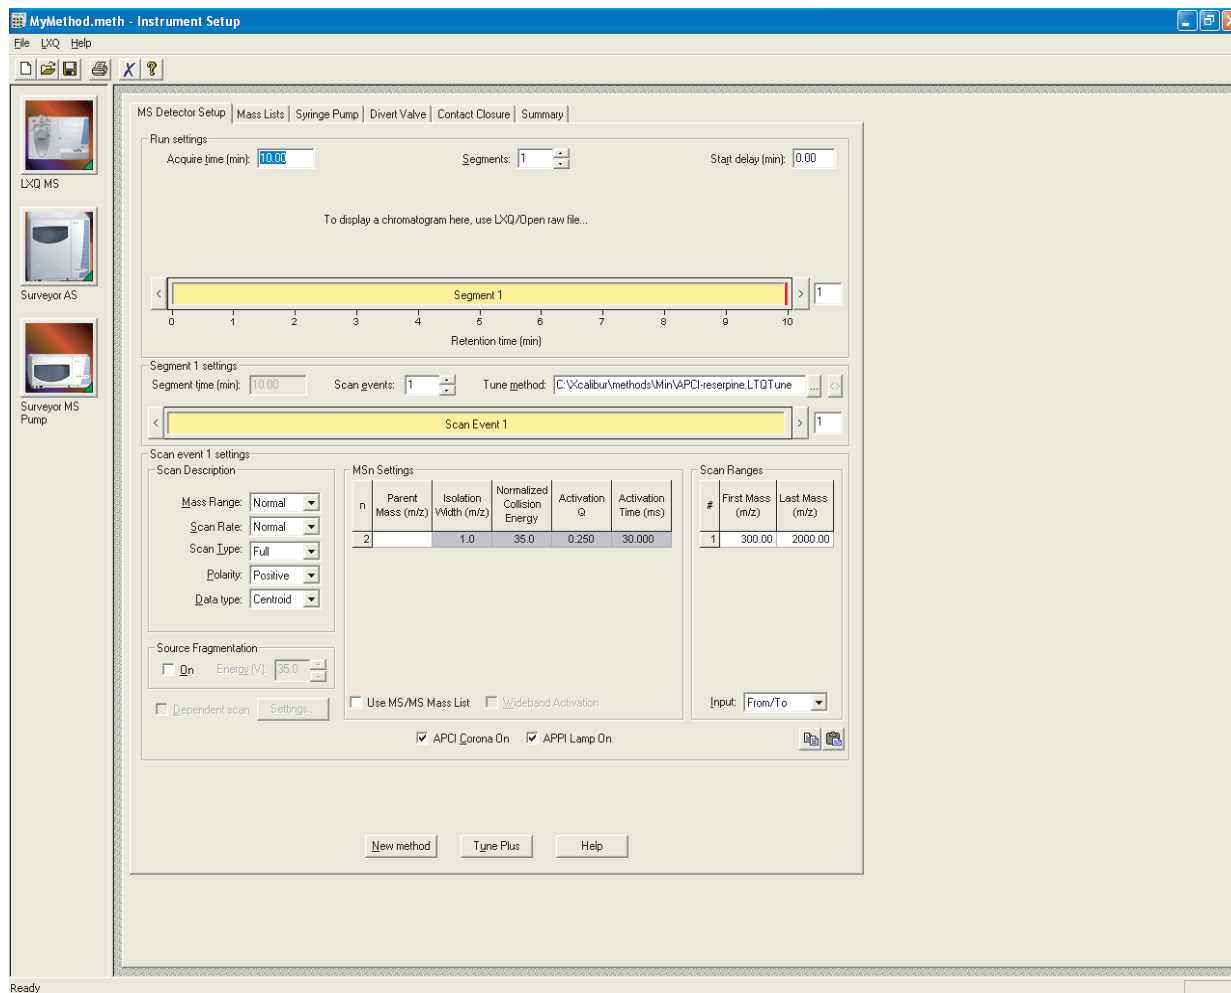 MyMethod.meth - Instrument Setup
File LXQ Help
LXQ MS
Surveyor AS
Surveyor MS
Pump
MS Detector Setup Mass Lists Syringe Pump Divert Valve Contact Closure Summary
Run settings
Acquire time (min): 10.00 Segments: 1 Start delay (min): 0.00
To display a chromatogram here, use LXQ/Open raw file...
< Segment 1 > 1
0 1 2 3 4 5 6 7 8 9 10
Retention time (min)
Segment 1 settings
Segment time (min): 10.00 Scan events: 1 Tune method: C:\Xcalibur\methods\Min\APCI-reserpine.LTQTune ... <>
< Scan Event 1 > 1
Scan event 1 settings
Scan Description
Mass Range: Normal
Scan Rate: Normal
Scan Type: Full
Polarity: Positive
Data type: Centroid
Source Fragmentation
On Energy (V): 35.0
Dependent scan Settings...
MSn Settings
n Parent Mass (m/z) Isolation Width (m/z) Normalized Collision Energy Activation Q Activation Time (ms)
2 1.0 35.0 0.250 30.000
Use MS/MS Mass List Wideband Activation
Scan Ranges
# First Mass (m/z) Last Mass (m/z)
1 300.00 2000.00
Input: From/To
APCI Corona On APPI Lamp On
New method Tune Plus Help
Ready